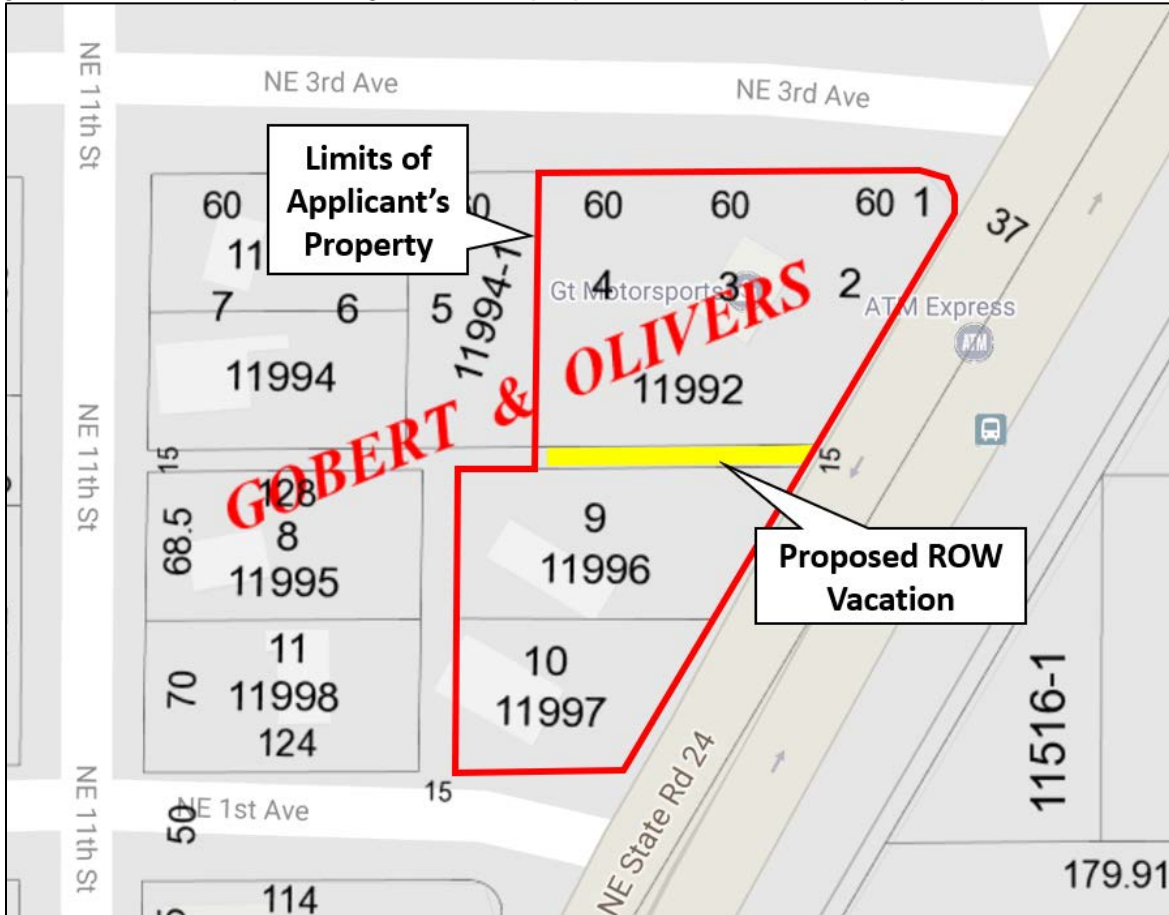 NE 11th St
NE 3rd Ave
NE 3rd Ave
Limits of
Applicant's
Property
60
60
60
60 1
37
11
4
3
2
7
6
5
11994-1
Gt Motorsports
ATM Express
ATM
11994
11992
GOBERT & OLIVERS
NE 11th St
15
15
128
68.5
8
11995
9
11996
Proposed ROW
Vacation
11
70
11998
124
10
11997
11516-1
NE State Rd 24
15
NE 11th St
50
NE 1st Ave
179.91
114